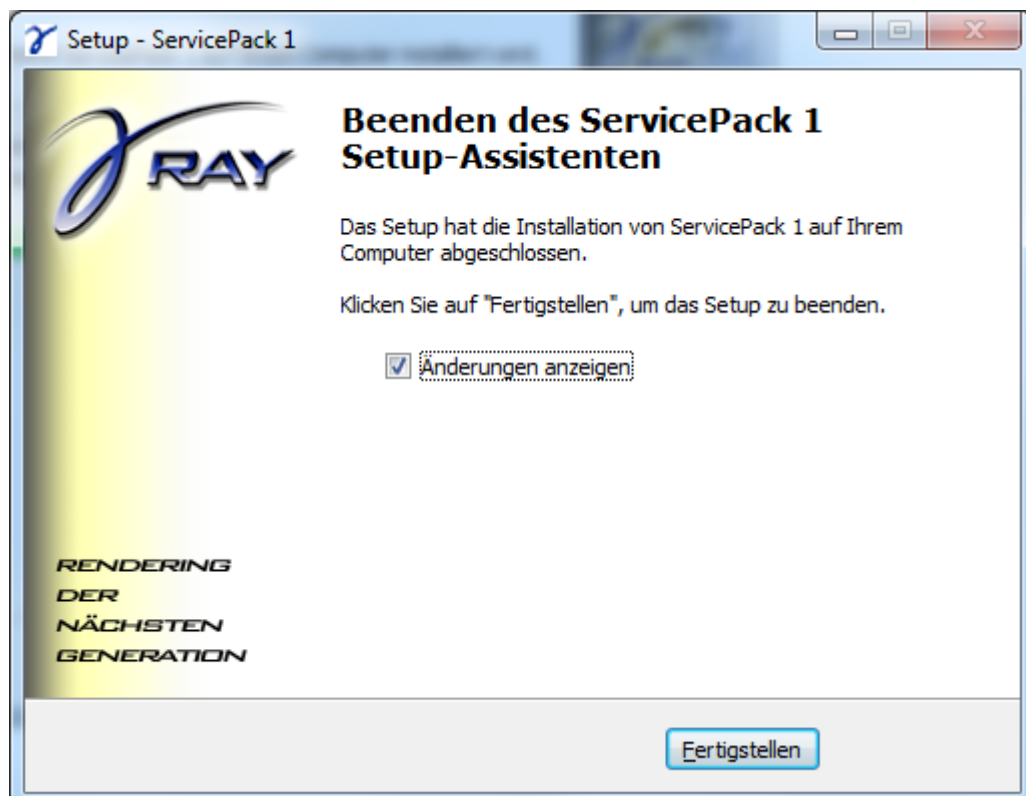 Setup - ServicePack 1
RAY
Beenden des ServicePack 1
Setup-Assistenten
Das Setup hat die Installation von ServicePack 1 auf Ihrem
Computer abgeschlossen.
Klicken Sie auf "Fertigstellen", um das Setup zu beenden.
Änderungen anzeigen
RENDERING
DER
NÄCHSTEN
GENERATION
Fertigstellen